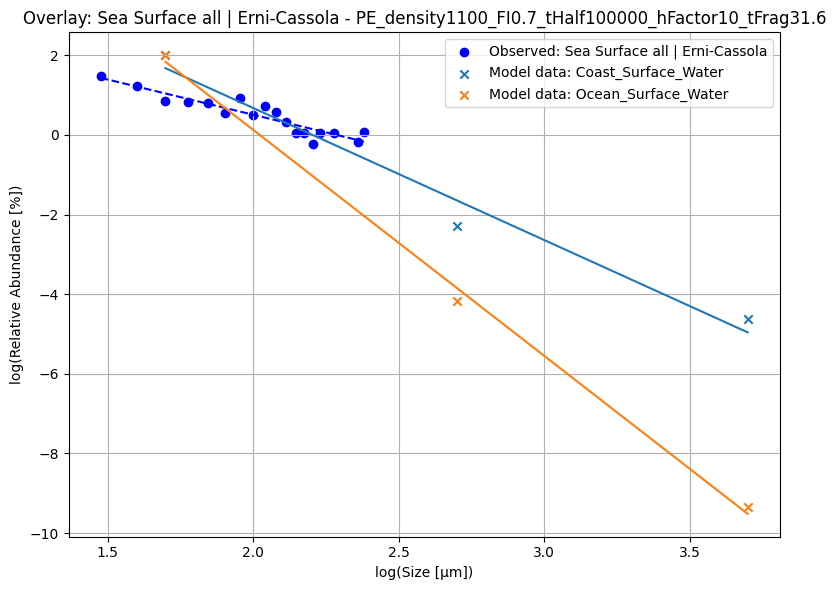 Overlay: Sea Surface all | Erni-Cassola - PE_density1100_FI0.7_tHalf100000_hFactor10_tFrag31.6
Observed: Sea Surface all | Erni-Cassola
Model data: Coast_Surface_Water
Model data: Ocean_Surface_Water
log(Relative Abundance [%])
2
0
−2
−4
−6
−8
−10
1.5 2.0 2.5 3.0 3.5
log(Size [µm])